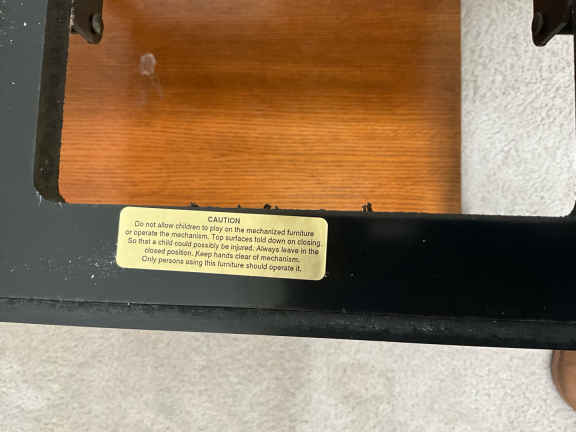 CAUTION
Do not allow children to play on the mechanized furniture
or operate the mechanism. Top surfaces fold down on closing.
So that a child could possibly be injured. Always leave in the
closed position. Keep hands clear of mechanism.
Only persons using this furniture should operate it.